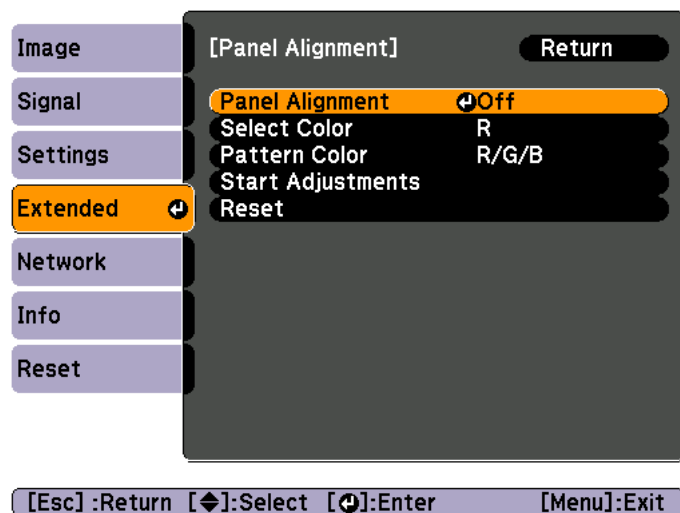 Image
Signal
Settings
Extended
Network
Info
Reset
[Panel Alignment] Return
Panel Alignment Off
Select Color R
Pattern Color R/G/B
Start Adjustments
Reset
[Esc] :Return [◆]:Select [↵]:Enter [Menu]:Exit